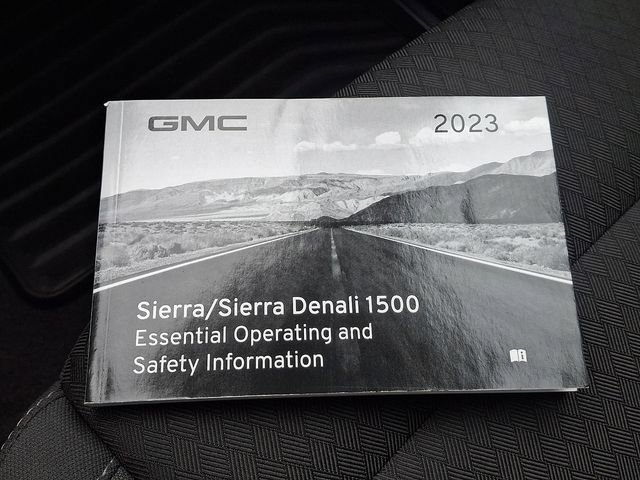 GMC 2023
Sierra/Sierra Denali 1500
Essential Operating and
Safety Information